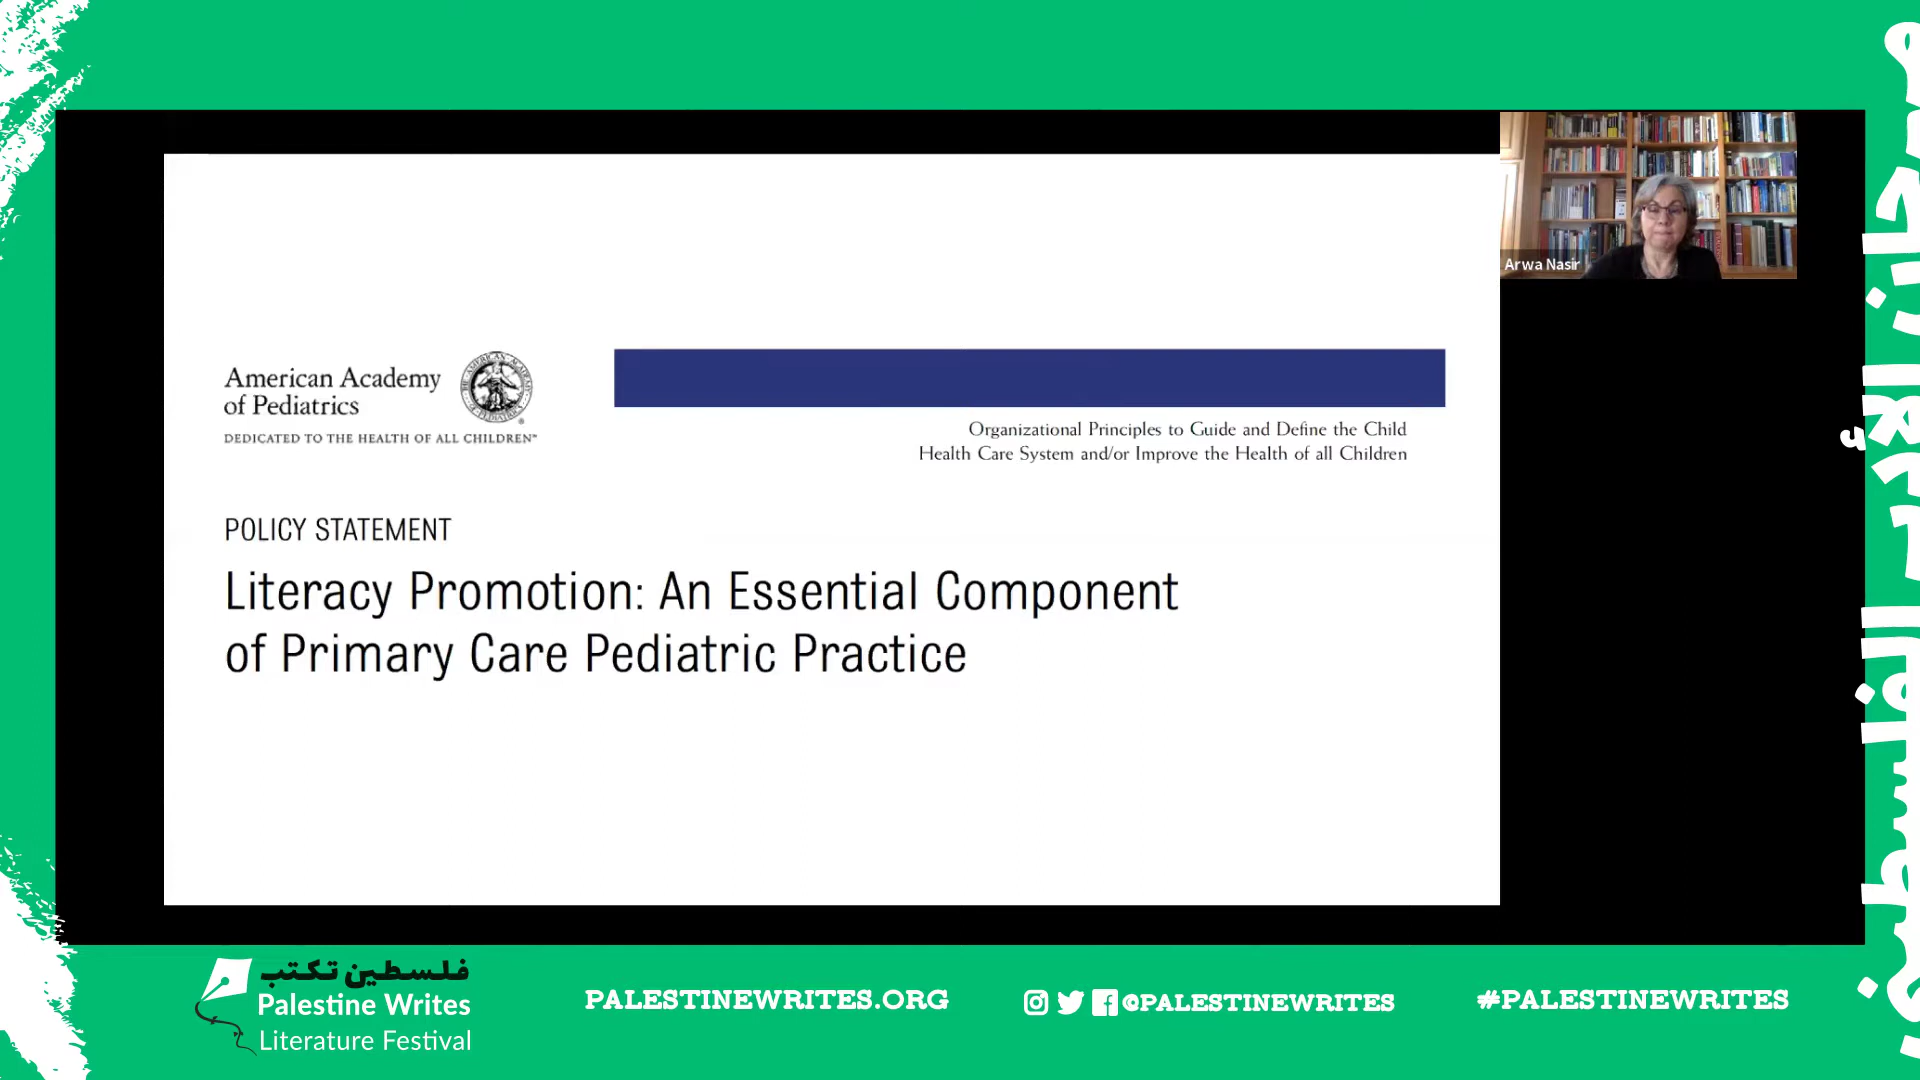 Arwa Nasir
American Academy
of Pediatrics
DEDICATED TO THE HEALTH OF ALL CHILDREN™
Organizational Principles to Guide and Define the Child
Health Care System and/or Improve the Health of all Children
POLICY STATEMENT
Literacy Promotion: An Essential Component
of Primary Care Pediatric Practice
فلسطين تكتب
Palestine Writes
Literature Festival
PALESTINEWRITES.ORG
@PALESTINEWRITES
#PALESTINEWRITES